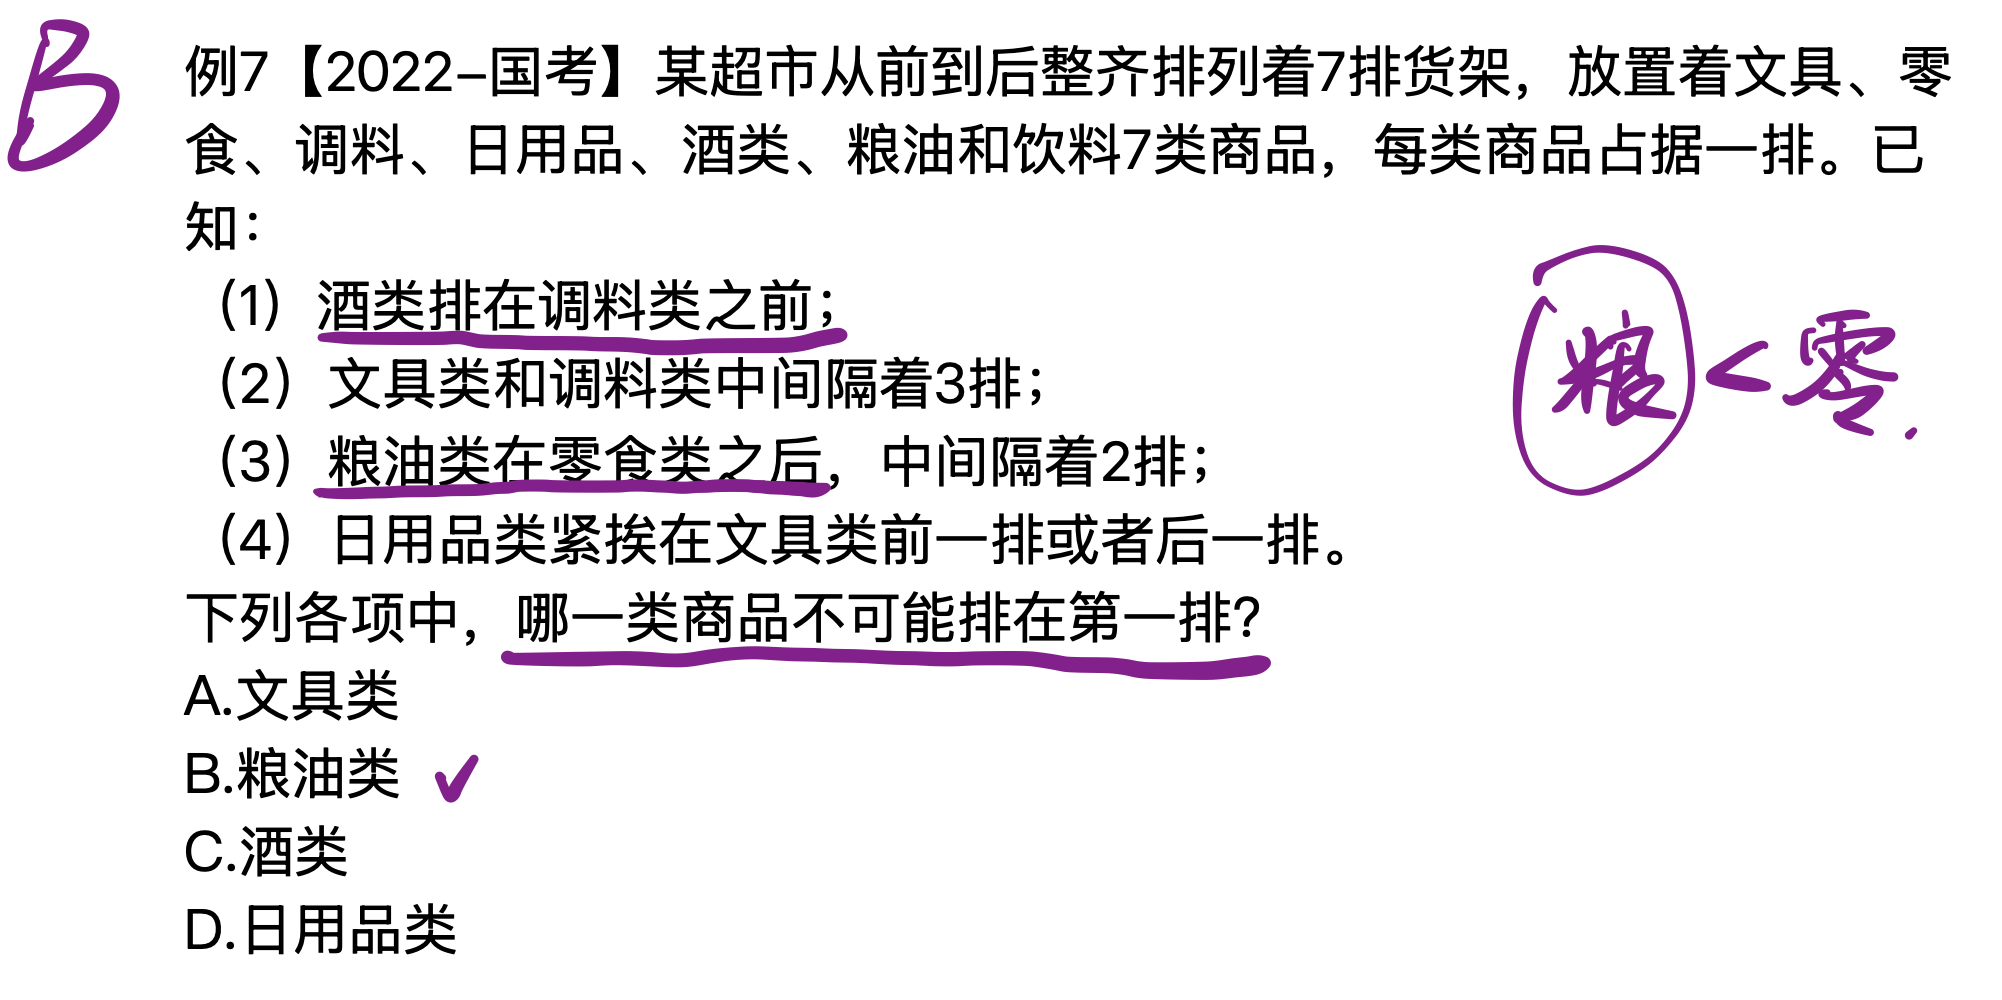 B
例7【2022-国考】某超市从前到后整齐排列着7排货架，放置着文具、零
食、调料、日用品、酒类、粮油和饮料7类商品，每类商品占据一排。已
知：
（1）酒类排在调料类之前；
（2）文具类和调料类中间隔着3排；
（3）粮油类在零食类之后，中间隔着2排；
（4）日用品类紧挨在文具类前一排或者后一排。
粮<零.
下列各项中，哪一类商品不可能排在第一排?
A.文具类
B.粮油类 ✓
C.酒类
D.日用品类